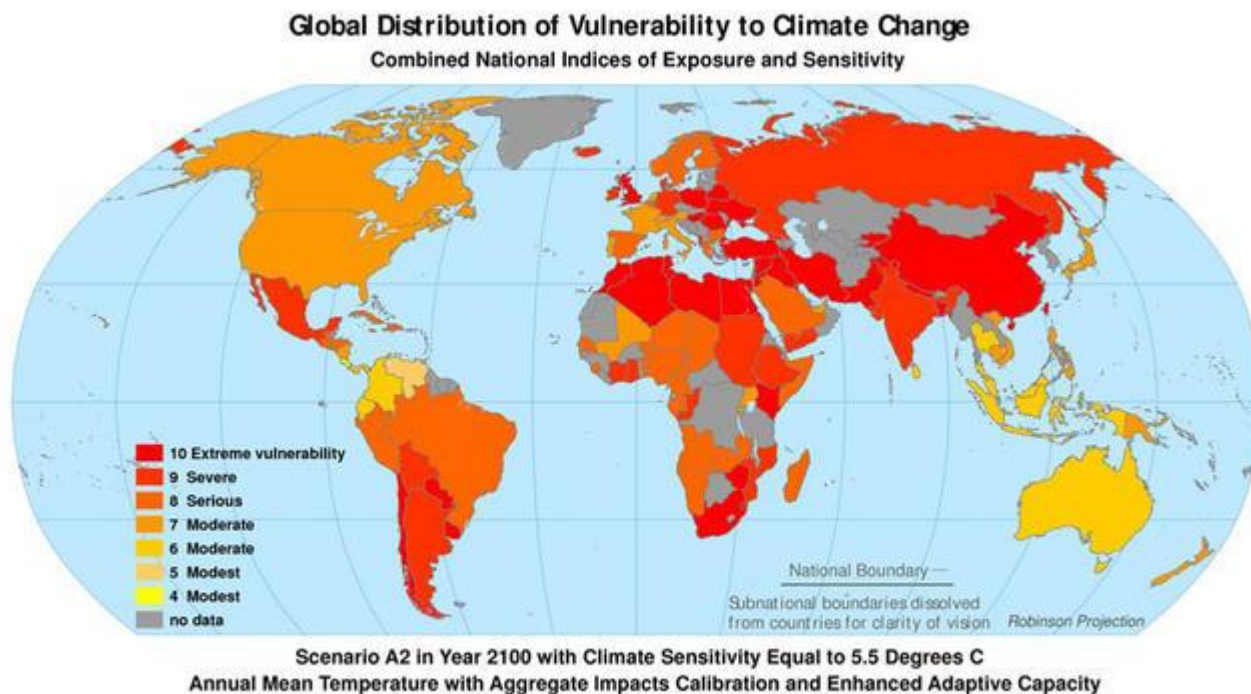 Global Distribution of Vulnerability to Climate Change
Combined National Indices of Exposure and Sensitivity
10 Extreme vulnerability
9 Severe
8 Serious
7 Moderate
6 Moderate
5 Modest
4 Modest
no data
National Boundary —
Subnational boundaries dissolved
from countries for clarity of vision
Robinson Projection
Scenario A2 in Year 2100 with Climate Sensitivity Equal to 5.5 Degrees C
Annual Mean Temperature with Aggregate Impacts Calibration and Enhanced Adaptive Capacity